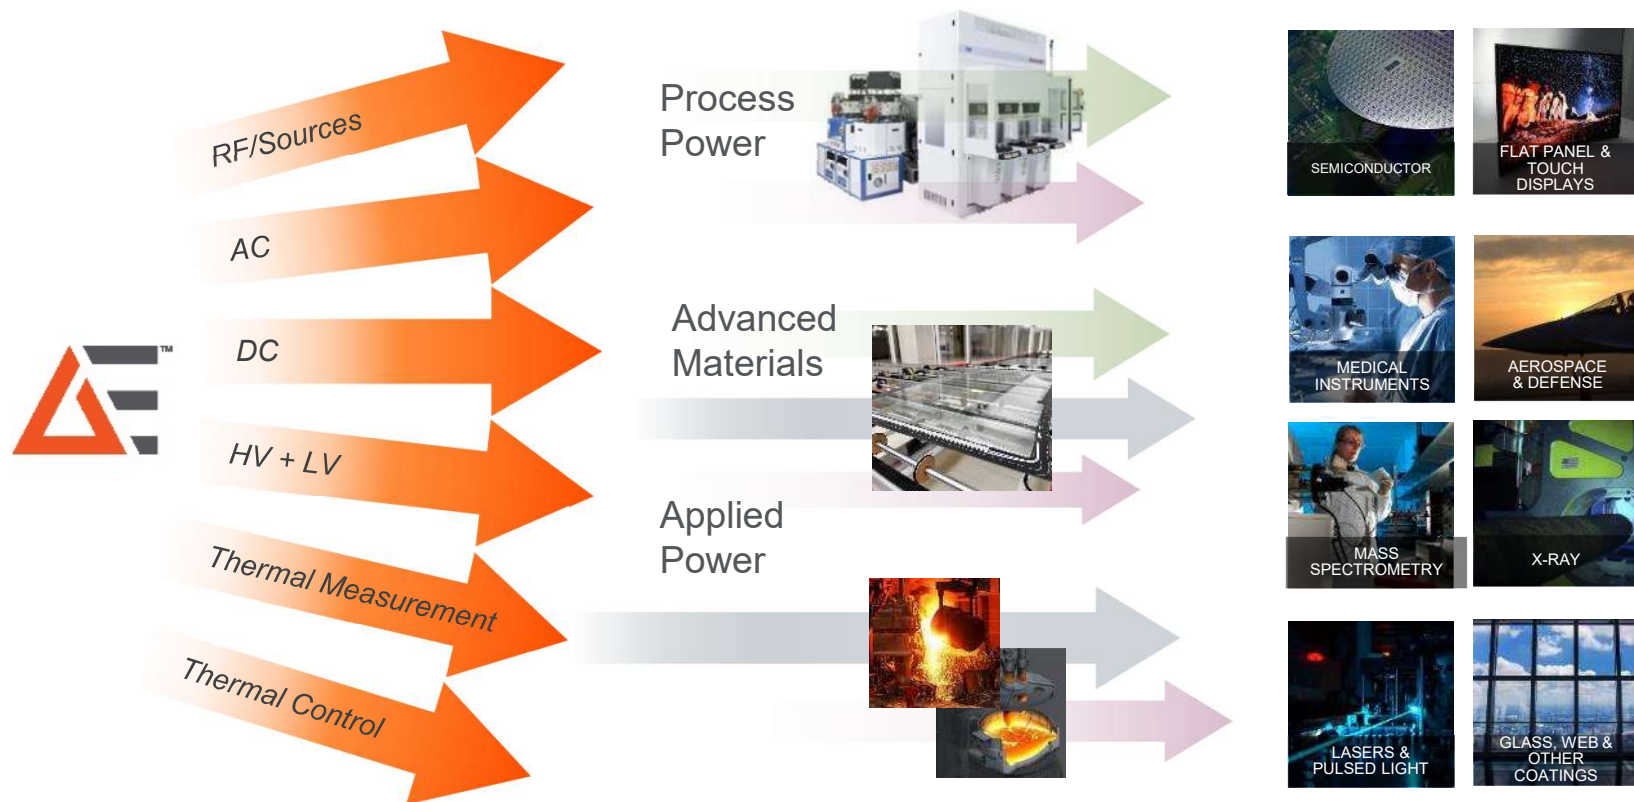 RF/Sources
AC
DC
HV + LV
Thermal Measurement
Thermal Control
TM
Process
Power
Advanced
Materials
Applied
Power
SEMICONDUCTOR
FLAT PANEL &
TOUCH
DISPLAYS
MEDICAL
INSTRUMENTS
AEROSPACE
& DEFENSE
MASS
SPECTROMETRY
X-RAY
LASERS &
PULSED LIGHT
GLASS, WEB &
OTHER
COATINGS